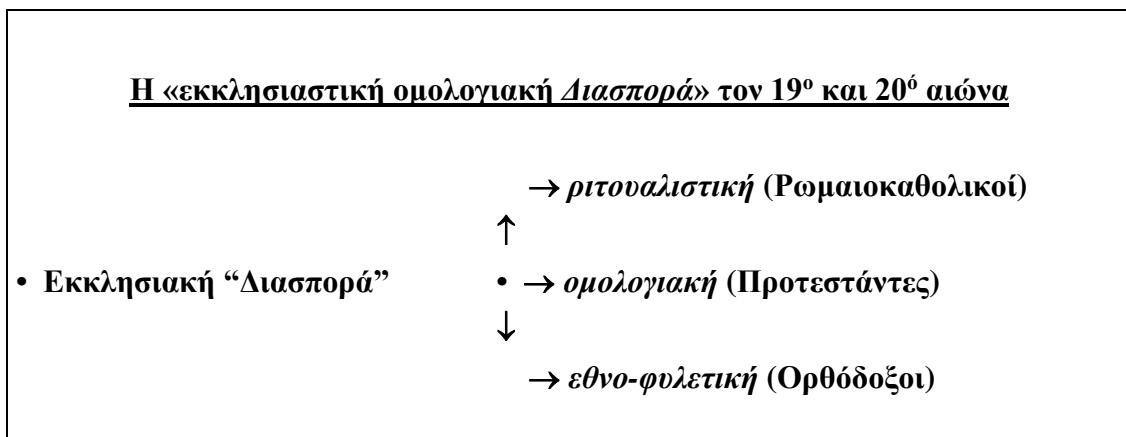 Η «εκκλησιαστική ομολογιακή Διασπορά» τον 19ο και 20ό αιώνα
→ ριτουαλιστική (Ρωμαιοκαθολικοί)
↑
• Εκκλησιακή “Διασπορά” • → ομολογιακή (Προτεστάντες)
↓
→ εθνο-φυλετική (Ορθόδοξοι)